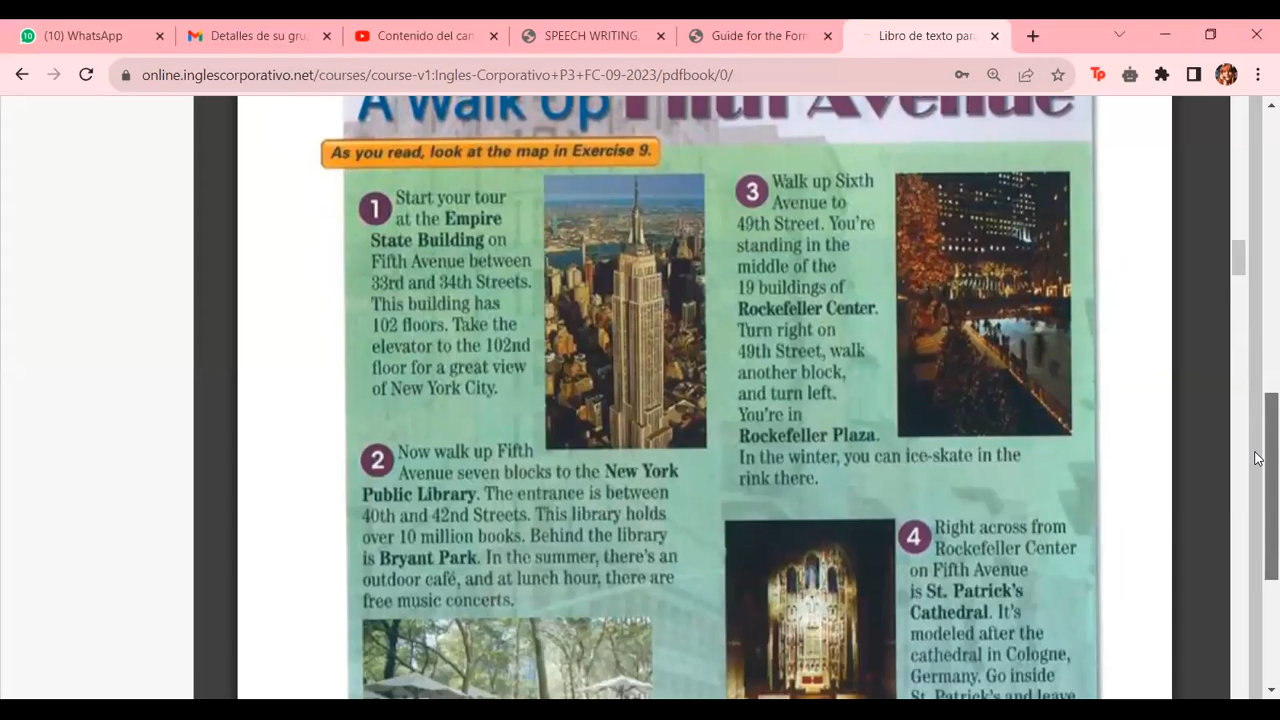 (10) WhatsApp
Detalles de su gru
Contenido del can
SPEECH WRITING,
Guide for the Form
Libro de texto para
online.inglescorporativo.net/courses/course-v1:Ingles-Corporativo+P3+FC-09-2023/pdfbook/0/
A Walk Up Fifth Avenue
As you read, look at the map in Exercise 9.
1 Start your tour
at the Empire
State Building on
Fifth Avenue between
33rd and 34th Streets.
This building has
102 floors. Take the
elevator to the 102nd
floor for a great view
of New York City.
2 Now walk up Fifth
Avenue seven blocks to the New York
Public Library. The entrance is between
40th and 42nd Streets. This library holds
over 10 million books. Behind the library
is Bryant Park. In the summer, there's an
outdoor café, and at lunch hour, there are
free music concerts.
3 Walk up Sixth
Avenue to
49th Street. You're
standing in the
middle of the
19 buildings of
Rockefeller Center.
Turn right on
49th Street, walk
another block,
and turn left.
You're in
Rockefeller Plaza.
In the winter, you can ice-skate in the
rink there.
4 Right across from
Rockefeller Center
on Fifth Avenue
is St. Patrick's
Cathedral. It's
modeled after the
cathedral in Cologne,
Germany. Go inside
St. Patrick's and leave